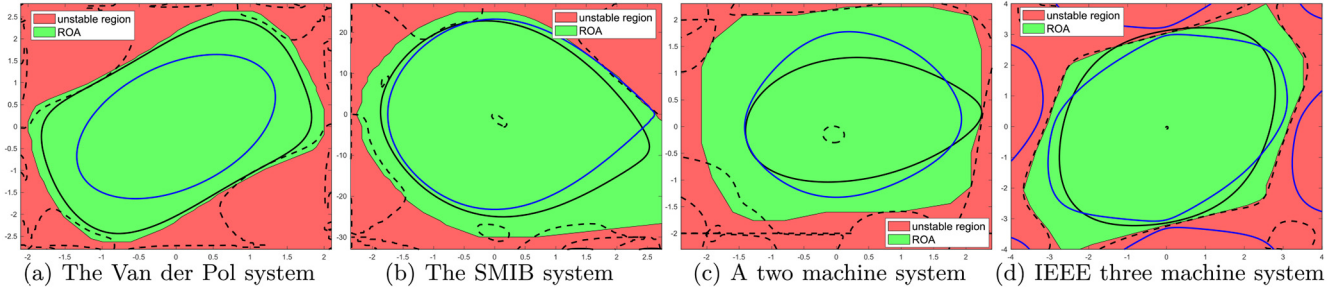 unstable region
ROA
2.5
2
1.5
1
0.5
0
-0.5
-1
-1.5
-2
-2.5
-2 -1.5 -1 -0.5 0 0.5 1 1.5 2
(a) The Van der Pol system
unstable region
ROA
20
10
0
-10
-20
-30
-2 -1.5 -1 -0.5 0 0.5 1 1.5 2 2.5
(b) The SMIB system
2
1.5
1
0.5
0
-0.5
-1
-1.5
-2
unstable region
ROA
-2 -1.5 -1 -0.5 0 0.5 1 1.5 2
(c) A two machine system
unstable region
ROA
4
3
2
1
0
-1
-2
-3
-4
-4 -3 -2 -1 0 1 2 3 4
(d) IEEE three machine system